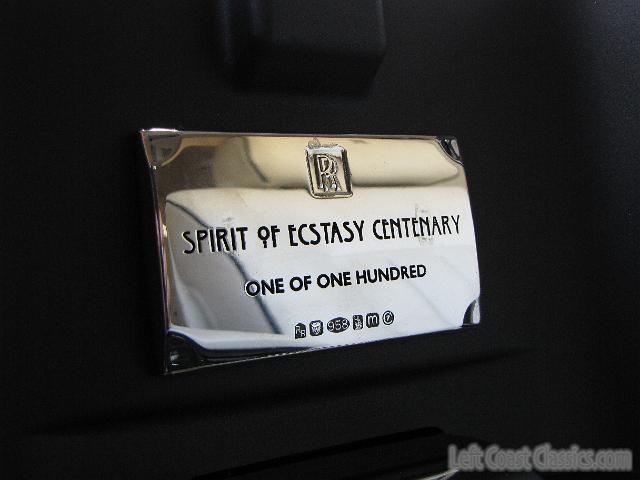 RR
SPIRIT OF ECSTASY CENTENARY
ONE OF ONE HUNDRED
958 m r
Left Coast Classics.com